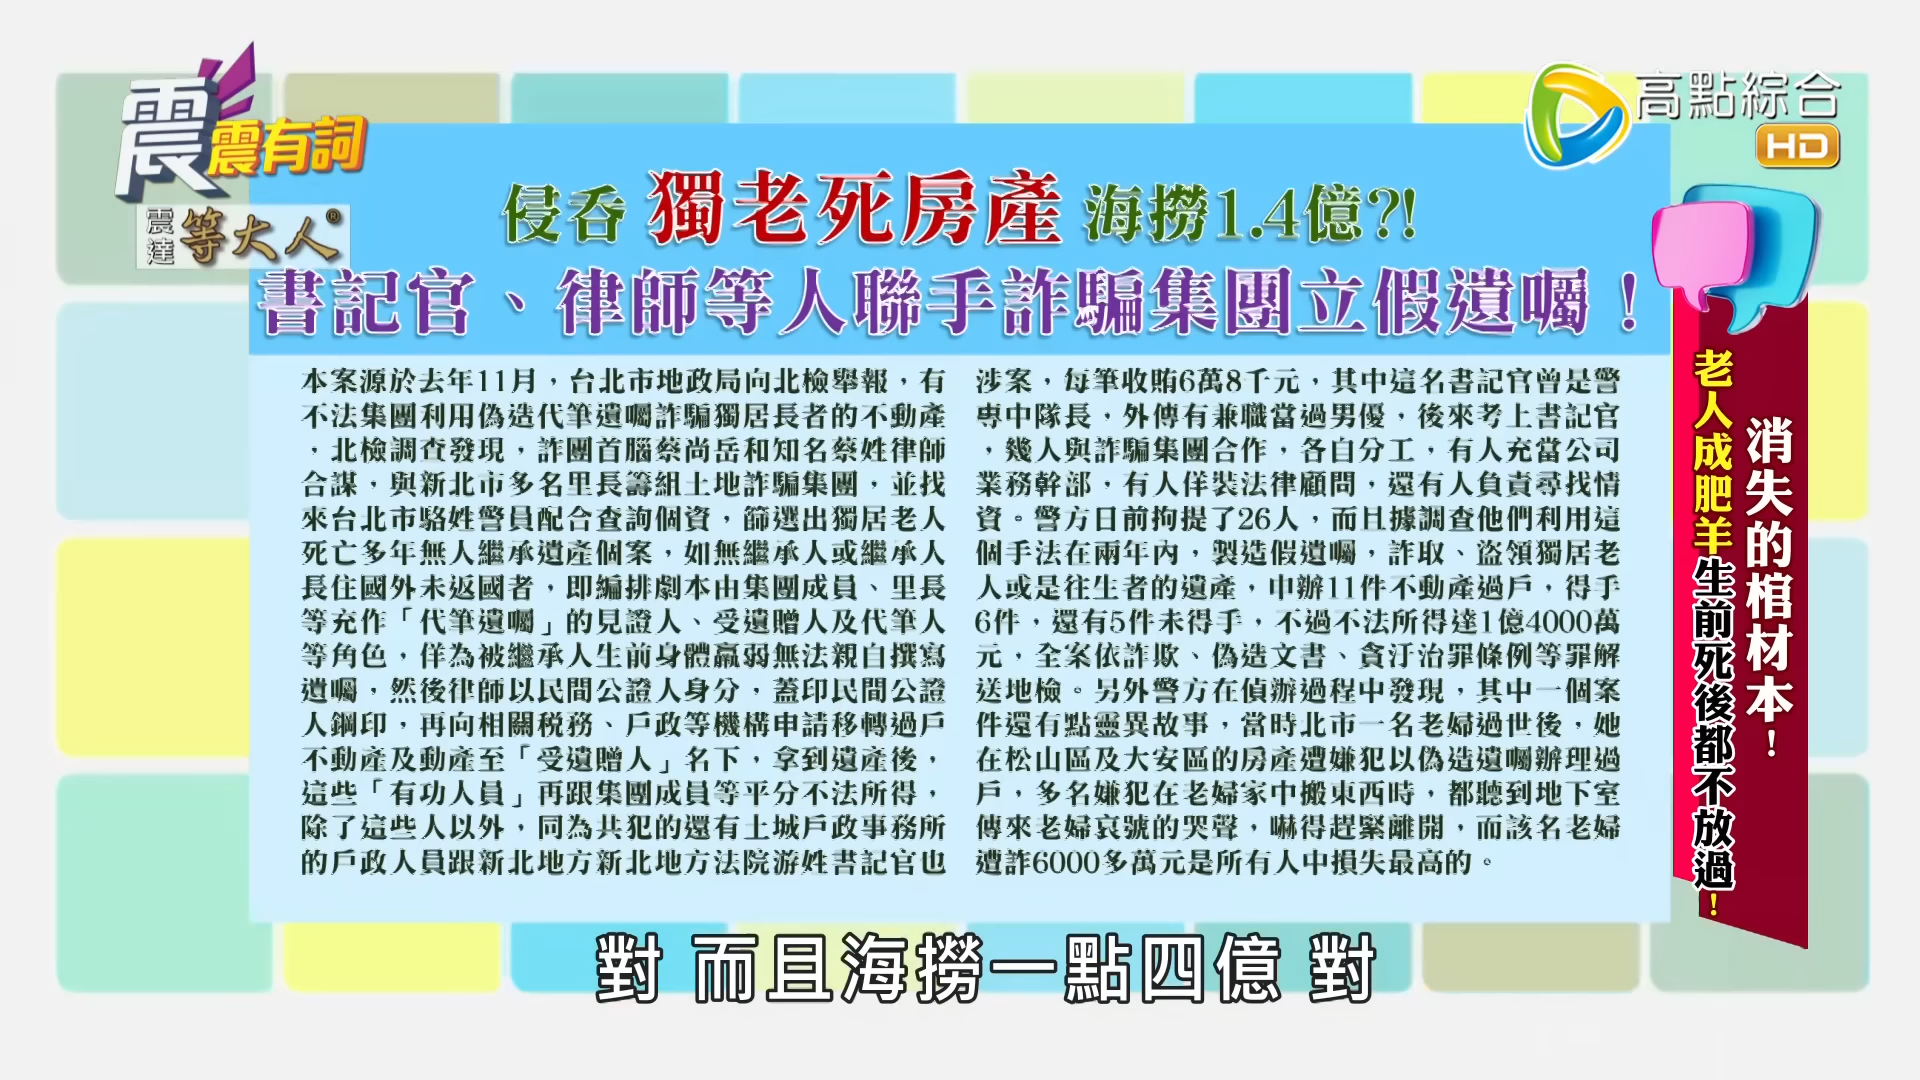 震震有詞
震達 等大人®
高點綜合
HD
侵吞 獨老死房產 海撈1.4億?!
書記官、律師等人聯手詐騙集團立假遺囑！
本案源於去年11月，台北市地政局向北檢舉報，有
不法集團利用偽造代筆遺囑詐騙獨居長者的不動產
，北檢調查發現，詐團首腦蔡尚岳和知名蔡姓律師
合謀，與新北市多名里長籌組土地詐騙集團，並找
來台北市駱姓警員配合查詢個資，篩選出獨居老人
死亡多年無人繼承遺產個案，如無繼承人或繼承人
長住國外未返國者，即編排劇本由集團成員、里長
等充作「代筆遺囑」的見證人、受遺贈人及代筆人
等角色，佯為被繼承人生前身體羸弱無法親自撰寫
遺囑，然後律師以民間公證人身分，蓋印民間公證
人鋼印，再向相關稅務、戶政等機構申請移轉過戶
不動產及動產至「受遺贈人」名下，拿到遺產後，
這些「有功人員」再跟集團成員等平分不法所得，
除了這些人以外，同為共犯的還有土城戶政事務所
的戶政人員跟新北地方新北地方法院游姓書記官也
涉案，每筆收賄6萬8千元，其中這名書記官曾是警
專中隊長，外傳有兼職當過男優，後來考上書記官
，幾人與詐騙集團合作，各自分工，有人充當公司
業務幹部，有人佯裝法律顧問，還有人負責尋找情
資。警方日前拘提了26人，而且據調查他們利用這
個手法在兩年內，製造假遺囑，詐取、盜領獨居老
人或是往生者的遺產，申辦11件不動產過戶，得手
6件，還有5件未得手，不過不法所得達1億4000萬
元，全案依詐欺、偽造文書、貪汙治罪條例等罪解
送地檢。另外警方在偵辦過程中發現，其中一個案
件還有點靈異故事，當時北市一名老婦過世後，她
在松山區及大安區的房產遭嫌犯以偽造遺囑辦理過
戶，多名嫌犯在老婦家中搬東西時，都聽到地下室
傳來老婦哀號的哭聲，嚇得趕緊離開，而該名老婦
遭詐6000多萬元是所有人中損失最高的。
消失的棺材本！
老人成肥羊生前死後都不放過！
對 而且海撈一點四億 對